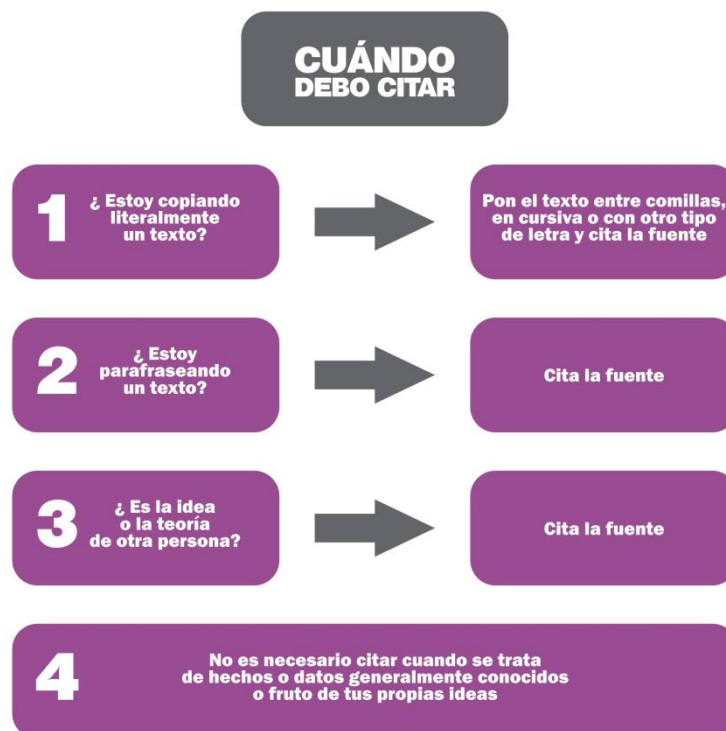 CUÁNDO
DEBO CITAR
1
¿ Estoy copiando
literalmente
un texto?
Pon el texto entre comillas,
en cursiva o con otro tipo
de letra y cita la fuente
2
¿ Estoy
parafraseando
un texto?
Cita la fuente
3
¿ Es la idea
o la teoría
de otra persona?
Cita la fuente
4
No es necesario citar cuando se trata
de hechos o datos generalmente conocidos
o fruto de tus propias ideas